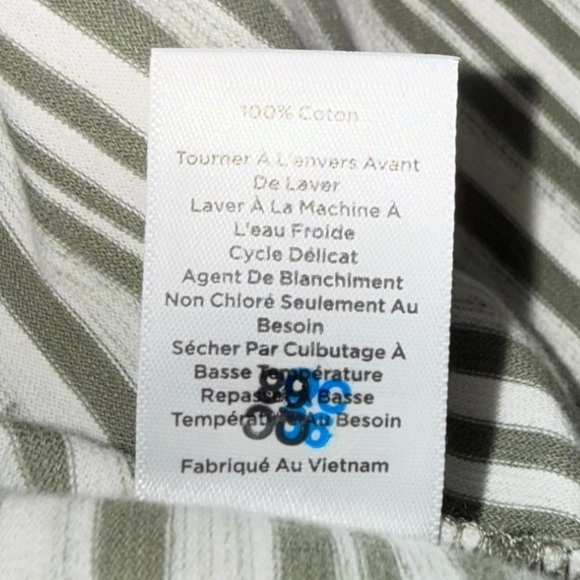 100% Coton
Tourner À L'envers Avant
De Laver
Laver À La Machine À
L'eau Froide
Cycle Délicat
Agent De Blanchiment
Non Chloré Seulement Au
Besoin
Sécher Par Culbutage À
Basse Température
Repasser À Basse
Température Au Besoin
Fabriqué Au Vietnam